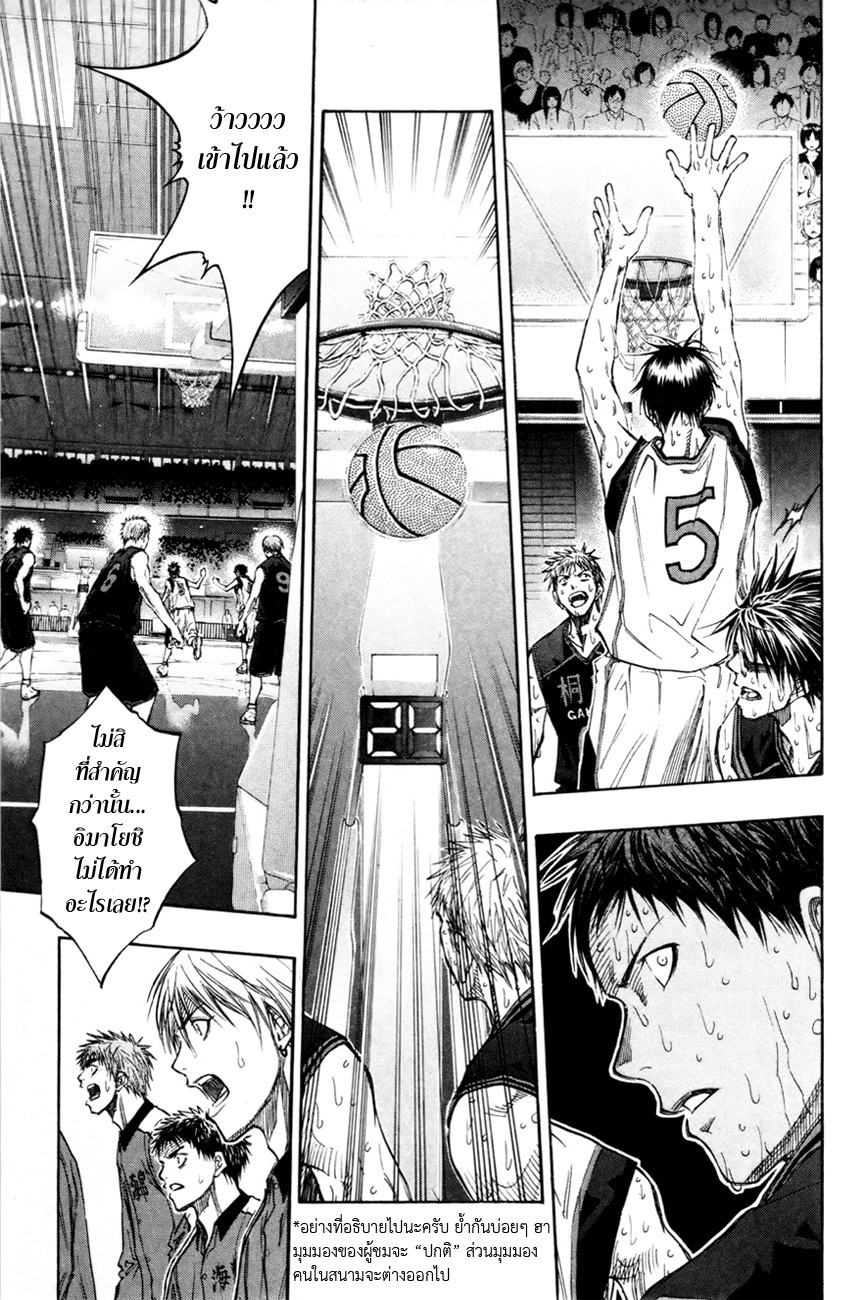 5
桐
GA
24
ว้าวววว
เข้าไปแล้ว
!!
6
9
ไม่สิ
ที่สำคัญ
กว่านั้น...
อิมาโยชิ
ไม่ได้ทำ
อะไรเลย!?
海
*อย่างที่อธิบายไปนะครับ ย้ำกันบ่อยๆ ฮา
มุมมองของผู้ชมจะ “ปกติ” ส่วนมุมมอง
คนในสนามจะต่างออกไป